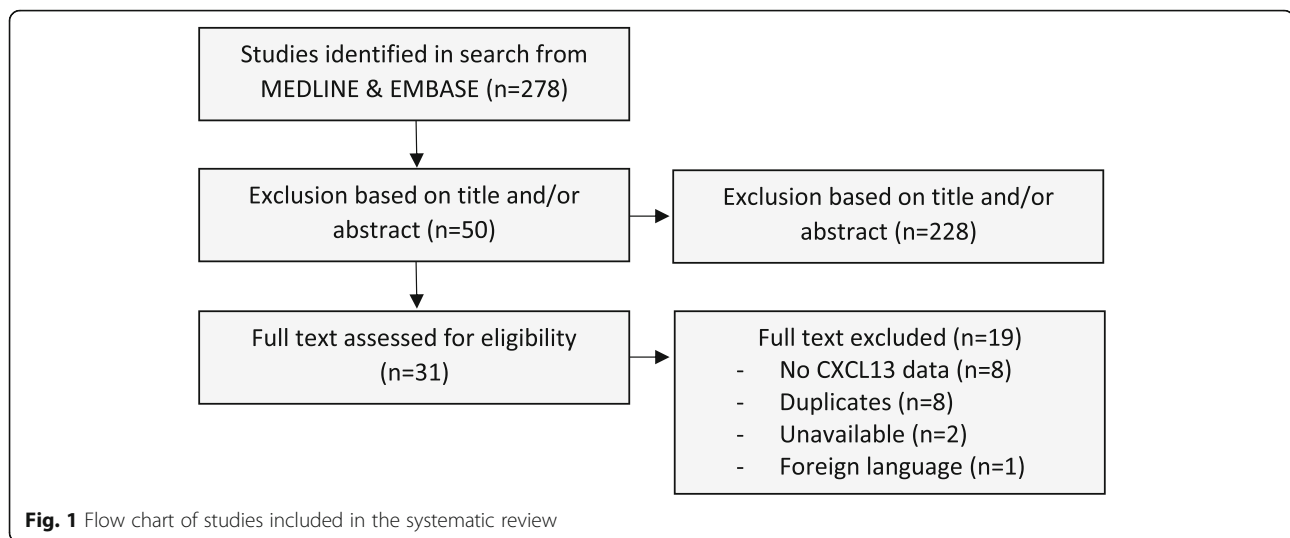 Studies identified in search from
MEDLINE & EMBASE (n=278)
Exclusion based on title and/or
abstract (n=50)
Exclusion based on title and/or
abstract (n=228)
Full text assessed for eligibility
(n=31)
Full text excluded (n=19)
- No CXCL13 data (n=8)
- Duplicates (n=8)
- Unavailable (n=2)
- Foreign language (n=1)
Fig. 1 Flow chart of studies included in the systematic review